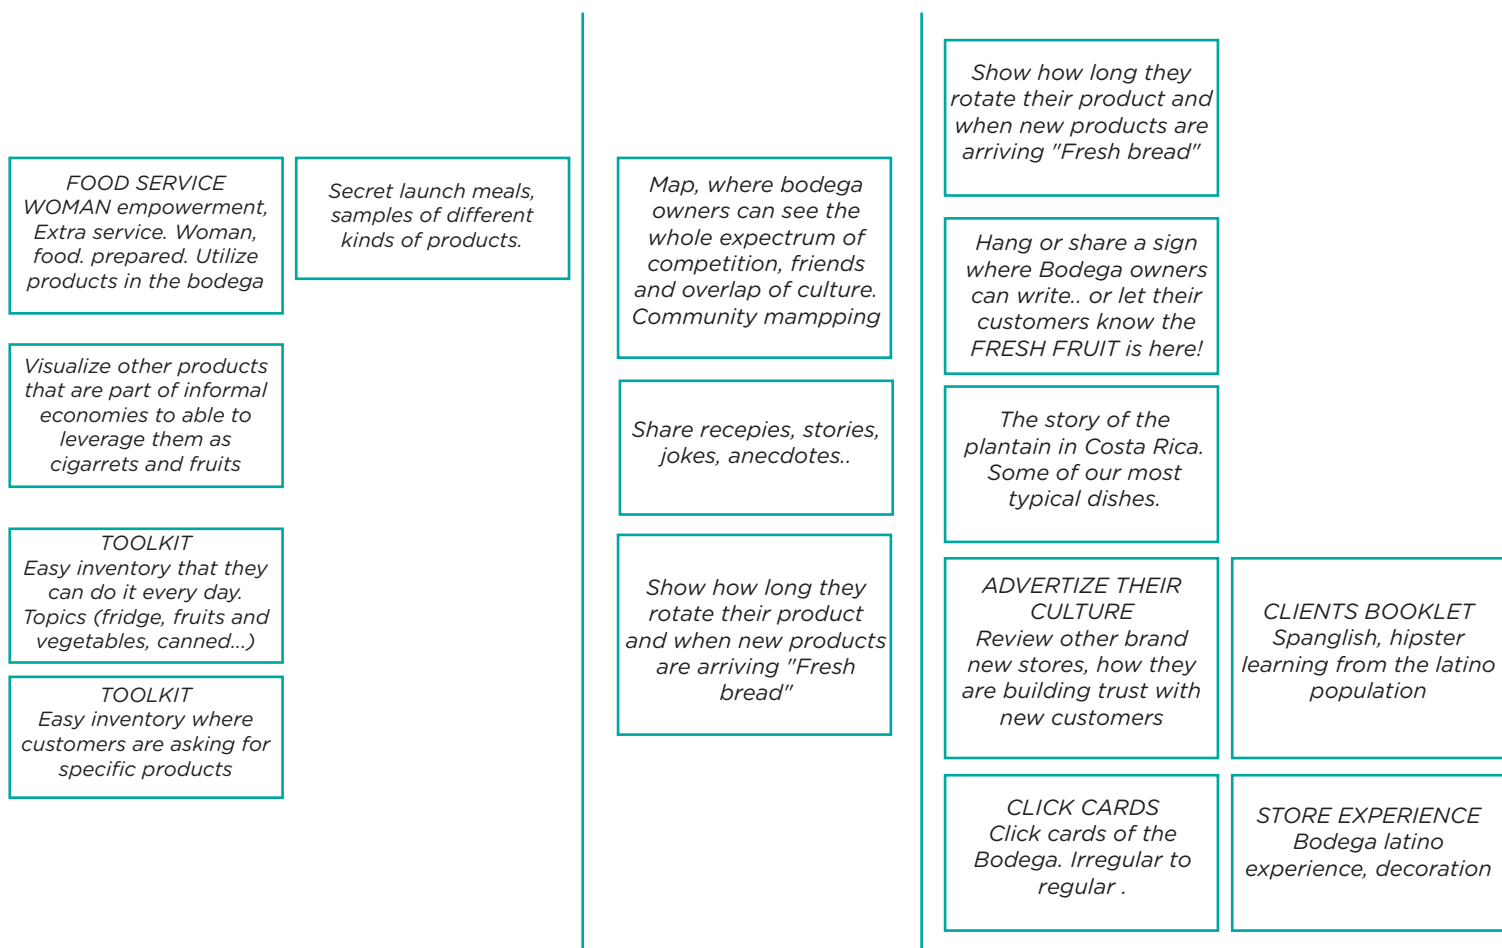 FOOD SERVICE
WOMAN empowerment,
Extra service. Woman,
food. prepared. Utilize
products in the bodega
Secret launch meals,
samples of different
kinds of products.
Visualize other products
that are part of informal
economies to able to
leverage them as
cigarrets and fruits
TOOLKIT
Easy inventory that they
can do it every day.
Topics (fridge, fruits and
vegetables, canned...)
TOOLKIT
Easy inventory where
customers are asking for
specific products
Map, where bodega
owners can see the
whole expectrum of
competition, friends
and overlap of culture.
Community mampping
Share recepies, stories,
jokes, anecdotes..
Show how long they
rotate their product
and when new products
are arriving "Fresh
bread"
Show how long they
rotate their product and
when new products are
arriving "Fresh bread"
Hang or share a sign
where Bodega owners
can write.. or let their
customers know the
FRESH FRUIT is here!
The story of the
plantain in Costa Rica.
Some of our most
typical dishes.
ADVERTIZE THEIR
CULTURE
Review other brand
new stores, how they
are building trust with
new customers
CLIENTS BOOKLET
Spanglish, hipster
learning from the latino
population
CLICK CARDS
Click cards of the
Bodega. Irregular to
regular .
STORE EXPERIENCE
Bodega latino
experience, decoration